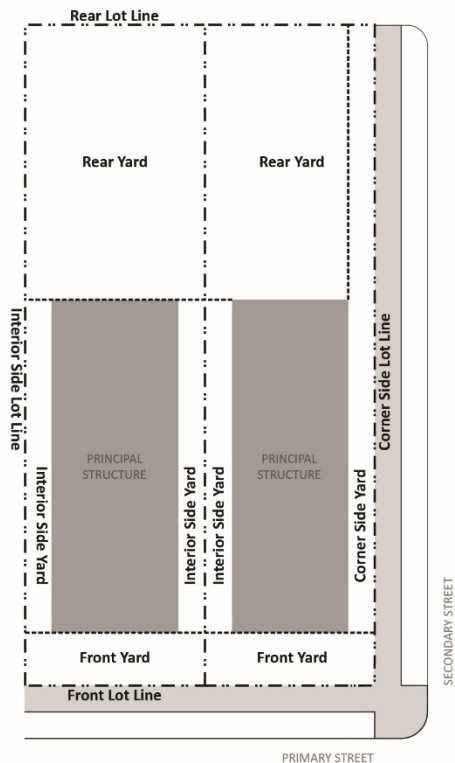 Rear Lot Line
Rear Yard
Rear Yard
Interior Side Lot Line
Corner Side Lot Line
PRINCIPAL
STRUCTURE
PRINCIPAL
STRUCTURE
Interior Side Yard
Interior Side Yard
Interior Side Yard
Corner Side Yard
SECONDARY STREET
Front Yard
Front Yard
Front Lot Line
PRIMARY STREET